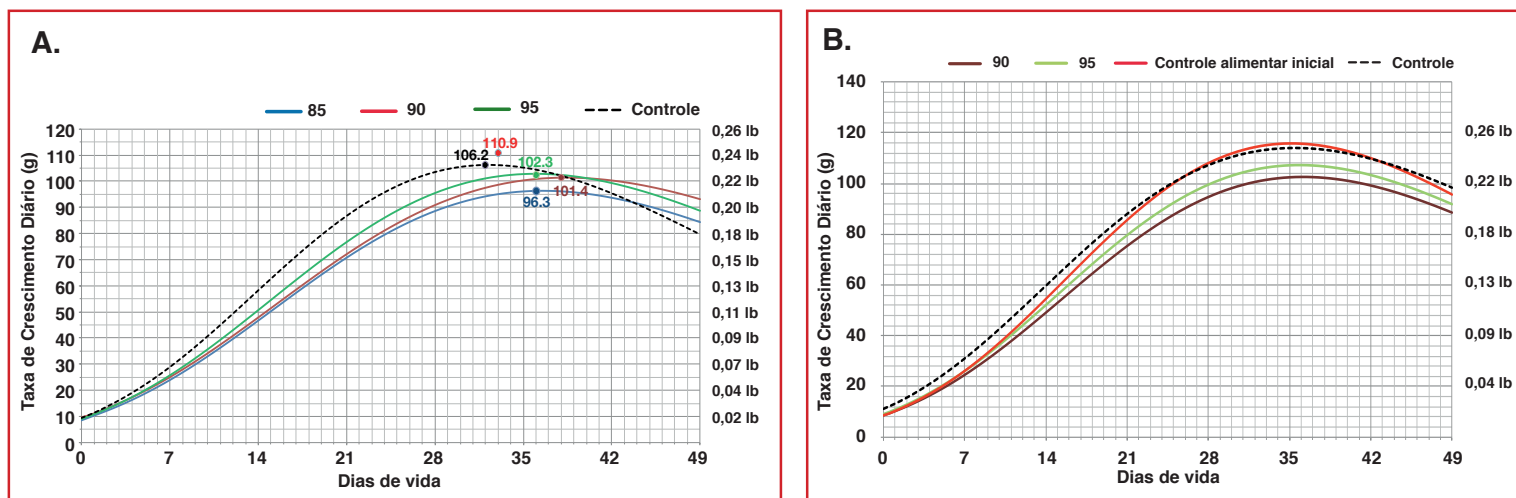 A.
85 90 95 Controle
Taxa de Crescimento Diário (g)
120
110
100
90
80
70
60
50
40
30
20
10
0
106.2
110.9
102.3
101.4
96.3
0,26 lb
0,24 lb
0,22 lb
0,20 lb
0,18 lb
0,15 lb
0,13 lb
0,11 lb
0,09 lb
0,07 lb
0,04 lb
0,02 lb
0 7 14 21 28 35 42 49
Dias de vida
B.
90 95 Controle alimentar inicial Controle
Taxa de Crescimento Diário (g)
140
120
100
80
60
40
20
0
0,26 lb
0,22 lb
0,18 lb
0,13 lb
0,09 lb
0,04 lb
0 7 14 21 28 35 42 49
Dias de vida